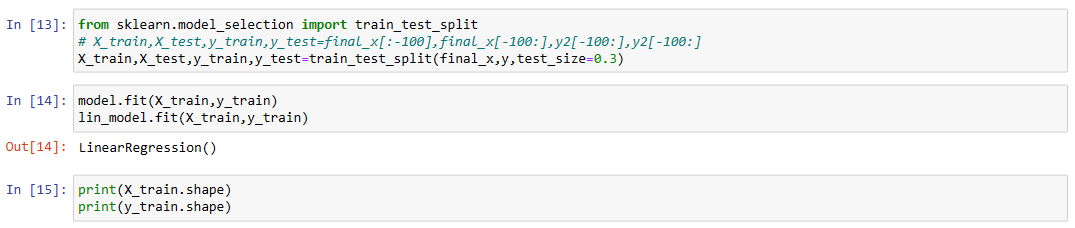 In [13]: from sklearn.model_selection import train_test_split
# X_train,X_test,y_train,y_test=final_x[:-100],final_x[-100:],y2[-100:],y2[-100:]
X_train,X_test,y_train,y_test=train_test_split(final_x,y,test_size=0.3)
In [14]: model.fit(X_train,y_train)
lin_model.fit(X_train,y_train)
Out[14]: LinearRegression()
In [15]: print(X_train.shape)
print(y_train.shape)